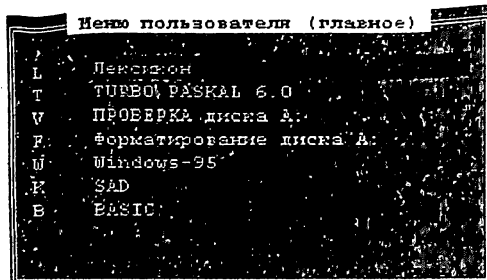 Меню пользователя (главное)
L Лексикон
T TURBO PASKAL 6.0
V ПРОВЕРКА диска A:
F Форматирование диска A:
W Windows-95
K SAD
B BASIC